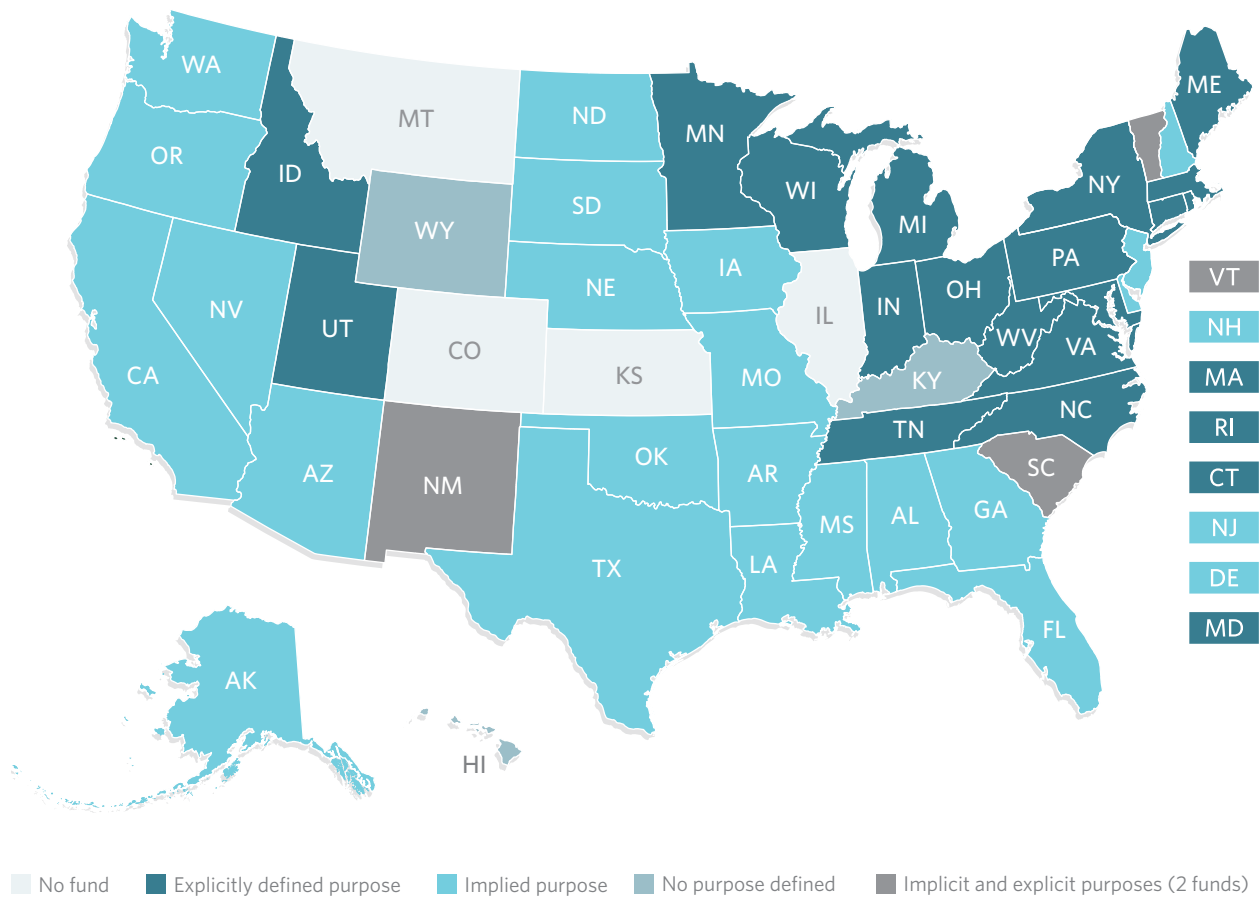 WA
ME
MT
ND
MN
OR
ID
WI
NY
SD
MI
WY
PA
IA
VT
NE
OH
NV
IL
IN
NH
UT
WV
VA
CO
KS
CA
MO
KY
MA
NC
TN
RI
OK
SC
AZ
AR
CT
NM
GA
MS
AL
NJ
LA
TX
DE
FL
MD
AK
HI
No fund
Explicitly defined purpose
Implied purpose
No purpose defined
Implicit and explicit purposes (2 funds)